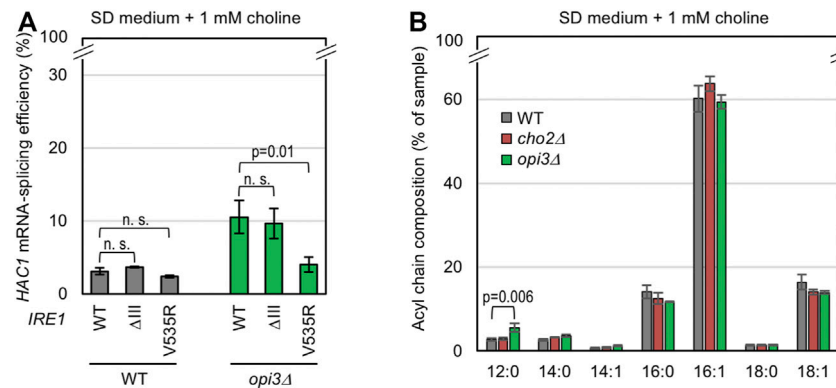 A
SD medium + 1 mM choline
HAC1 mRNA-splicing efficiency (%)
100
30
20
10
0
n. s.
n. s.
p=0.01
n. s.
IRE1
WT
ΔIII
V535R
WT
ΔIII
V535R
WT
opi3Δ
B
SD medium + 1 mM choline
Acyl chain composition (% of sample)
100
60
40
20
0
WT
cho2Δ
opi3Δ
p=0.006
12:0 14:0 14:1 16:0 16:1 18:0 18:1